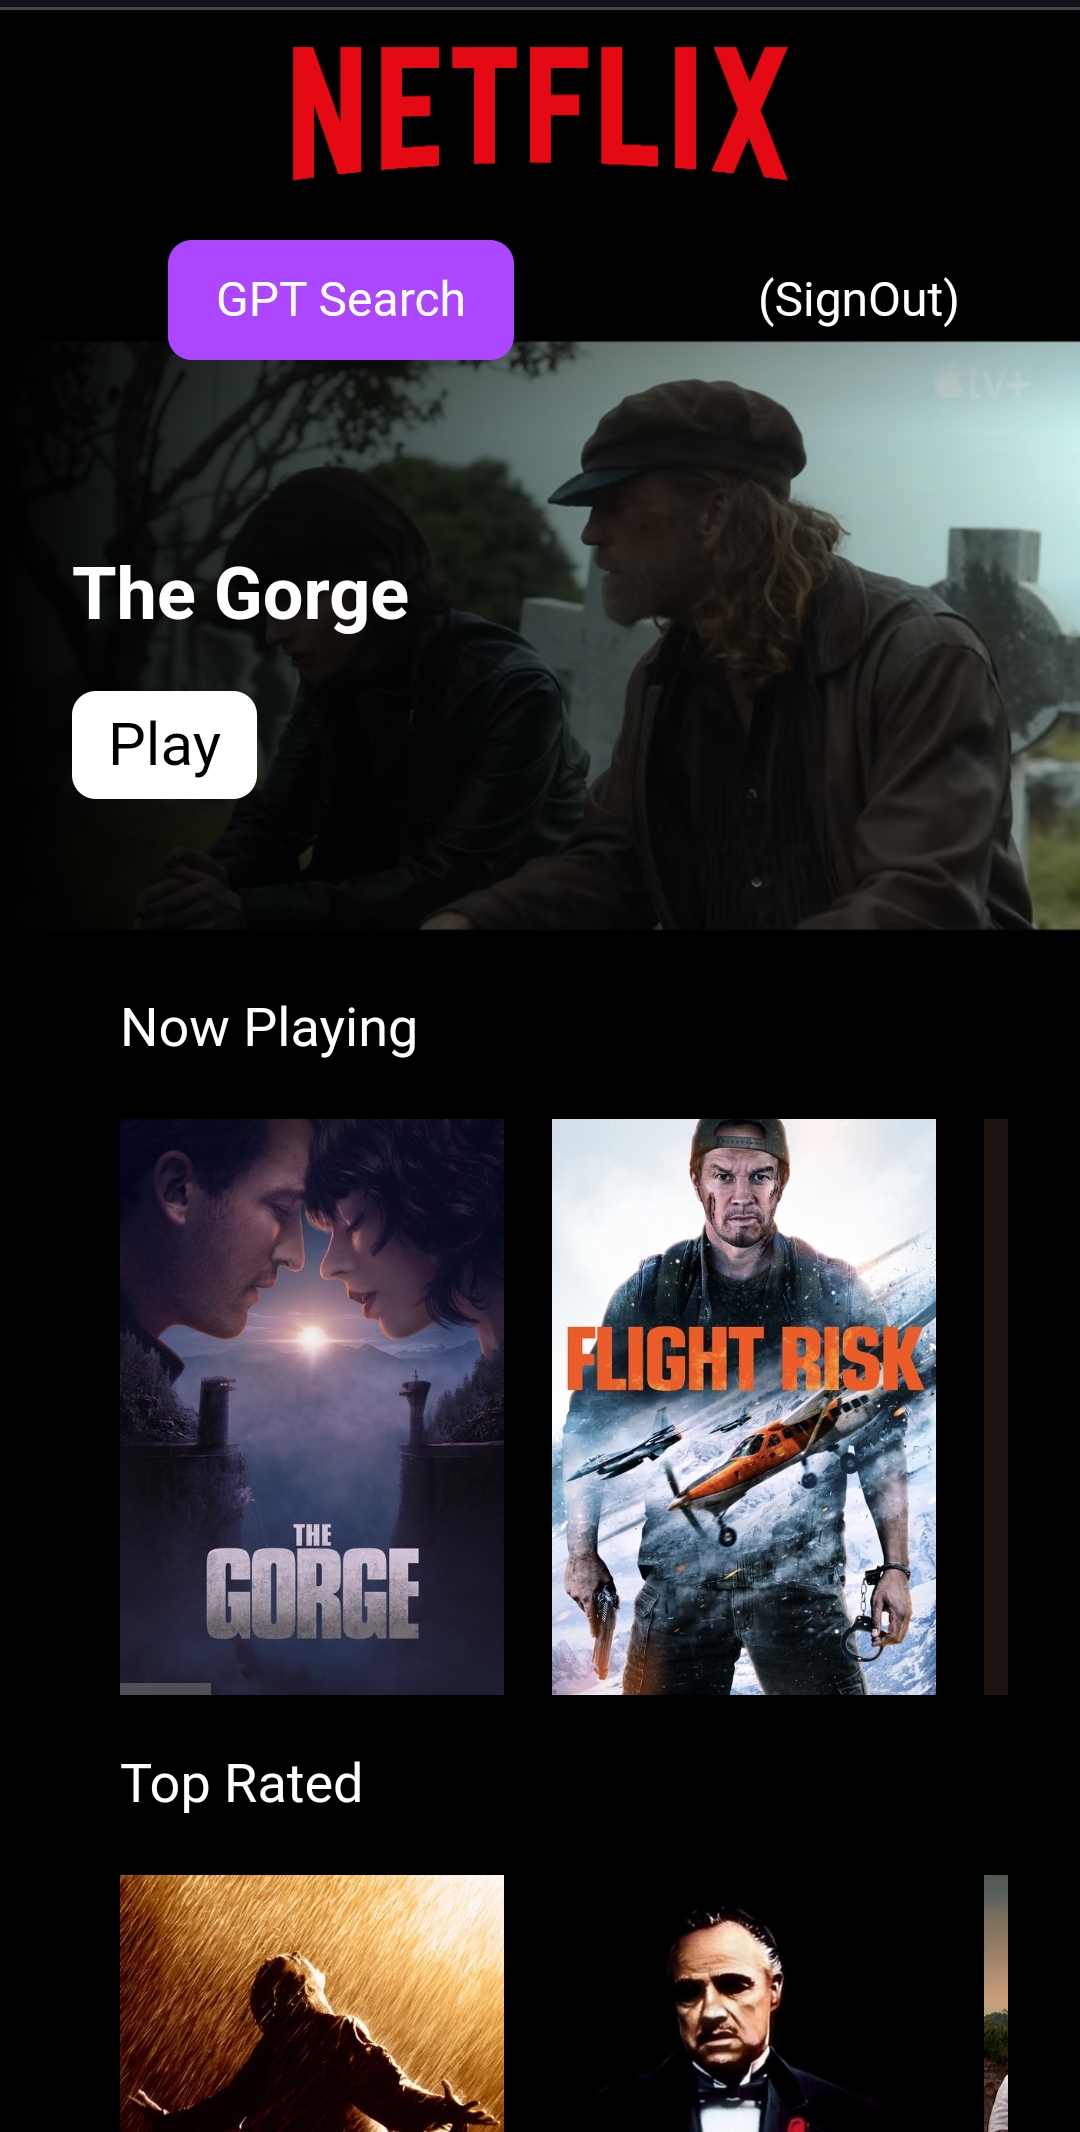 NETFLIX
GPT Search
(SignOut)
tv+
The Gorge
Play
Now Playing
THE
GORGE
FLIGHT RISK
Top Rated